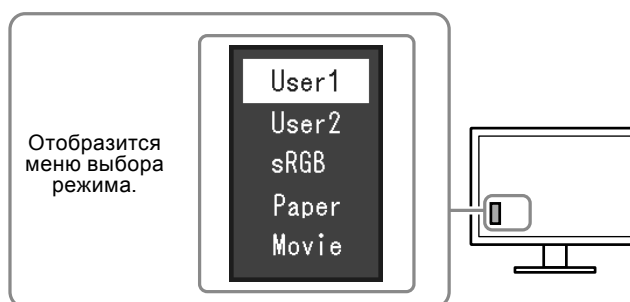 Отобразится
меню выбора
режима.
User1
User2
sRGB
Paper
Movie